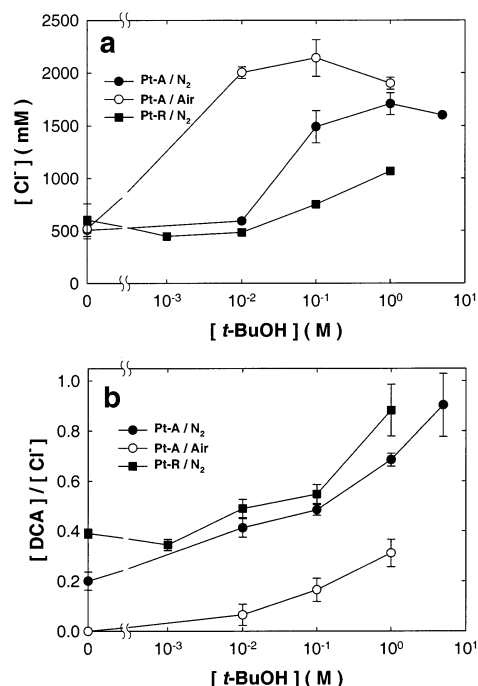 a
2500
2000
1500
1000
500
0
[ Cl⁻ ] ( mM )
Pt-A / N₂
Pt-A / Air
Pt-R / N₂
0 10⁻³ 10⁻² 10⁻¹ 10⁰ 10¹
[ t-BuOH ] ( M )
b
1.0
0.8
0.6
0.4
0.2
0.0
[ DCA ] / [ Cl⁻ ]
Pt-A / N₂
Pt-A / Air
Pt-R / N₂
0 10⁻³ 10⁻² 10⁻¹ 10⁰ 10¹
[ t-BuOH ] ( M )